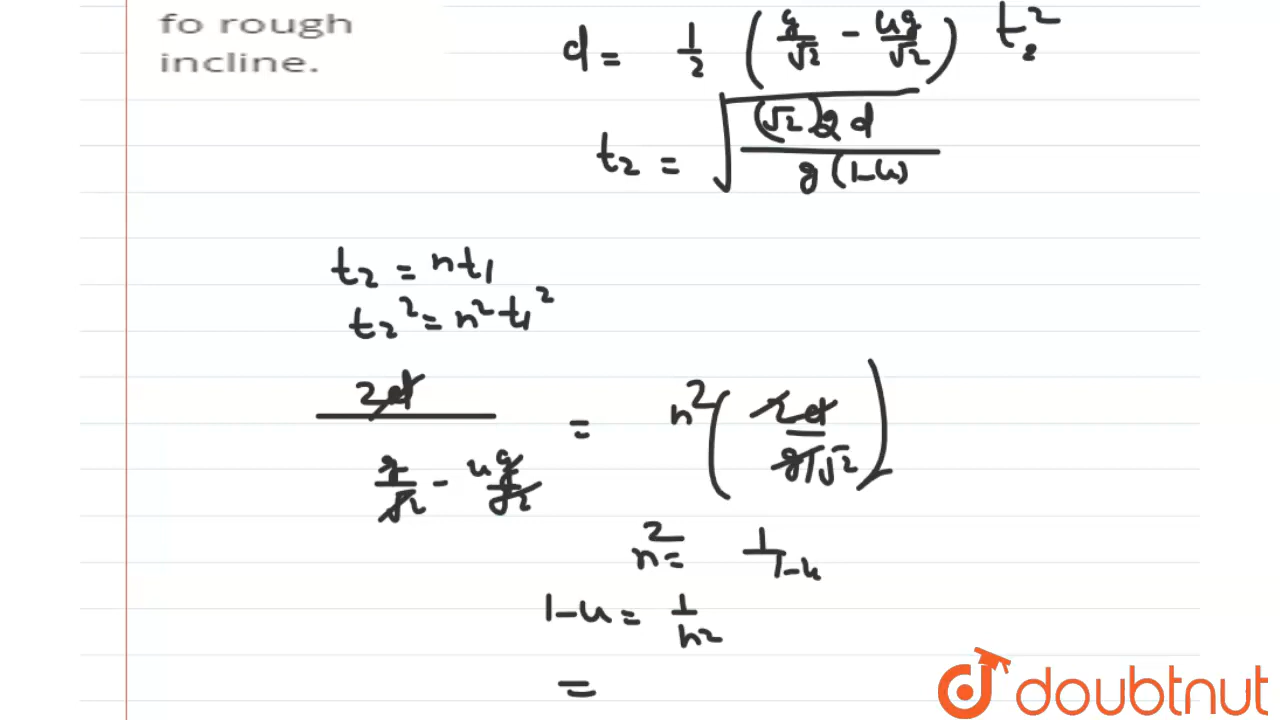 fo rough
incline.
d = 1/2 (g/√2 - ug/√2) t₂²
t₂ = √((√2)2d / g(1-u))
t₂ = nt₁
t₂² = n²t₁²
2d / (g/√2 - ug/√2) = n² (2d / g/√2)
n² = 1/1-u
1-u = 1/n²
=
doubtnut